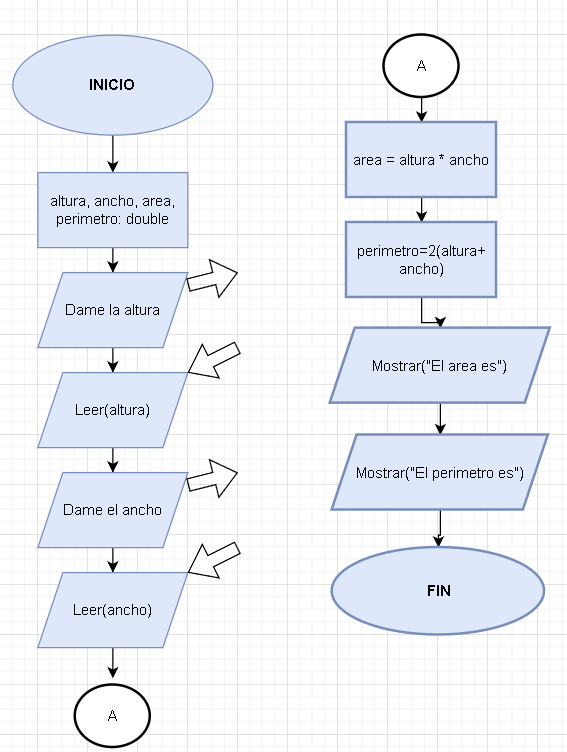 INICIO
altura, ancho, area,
perimetro: double
Dame la altura
Leer(altura)
Dame el ancho
Leer(ancho)
A
A
area = altura * ancho
perimetro=2(altura+
ancho)
Mostrar("El area es")
Mostrar("El perimetro es")
FIN